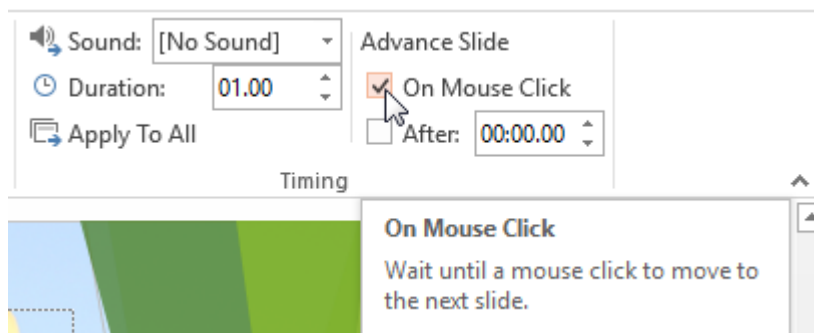 Sound: [No Sound] Advance Slide
Duration: 01.00 On Mouse Click
Apply To All After: 00:00.00
Timing
On Mouse Click
Wait until a mouse click to move to
the next slide.